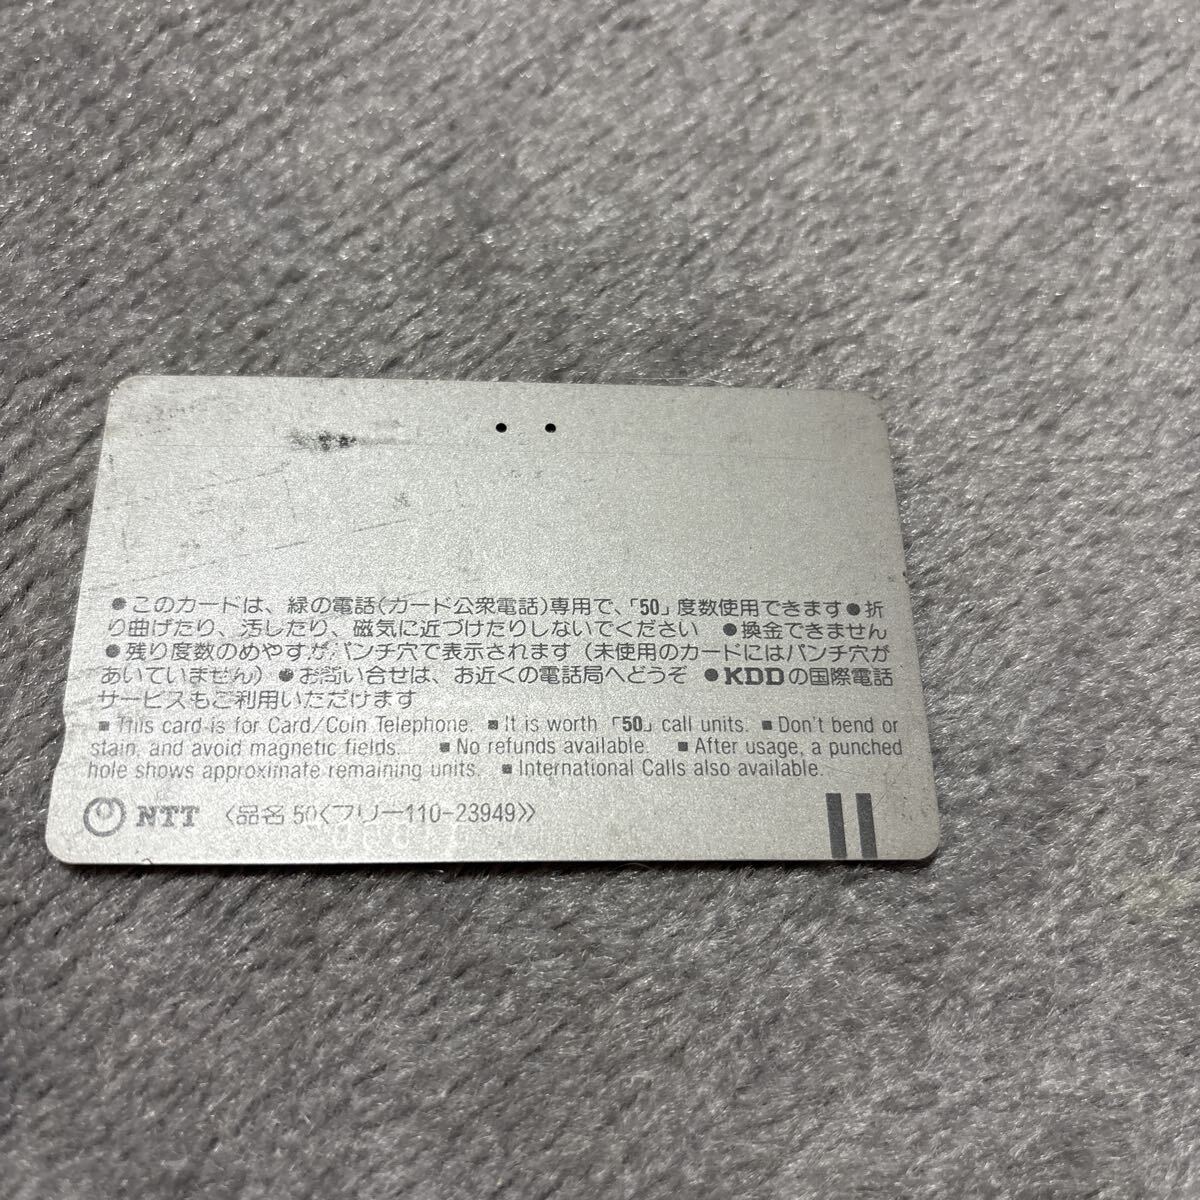 ●このカードは、緑の電話(カード公衆電話)専用で、「50」度数使用できます●折
り曲げたり、汚したり、磁気に近づけたりしないでください ●換金できません
●残り度数のめやすがパンチ穴で表示されます(未使用のカードにはパンチ穴が
あいていません)●お問い合せは、お近くの電話局へどうぞ ●KDDの国際電話
サービスもご利用いただけます
■This card is for Card/Coin Telephone. ■It is worth「50」call units. ■Don't bend or
stain, and avoid magnetic fields. ■No refunds available. ■After usage, a punched
hole shows approximate remaining units. ■International Calls also available.
NTT 〈品名 50〈フリー110-23949〉〉